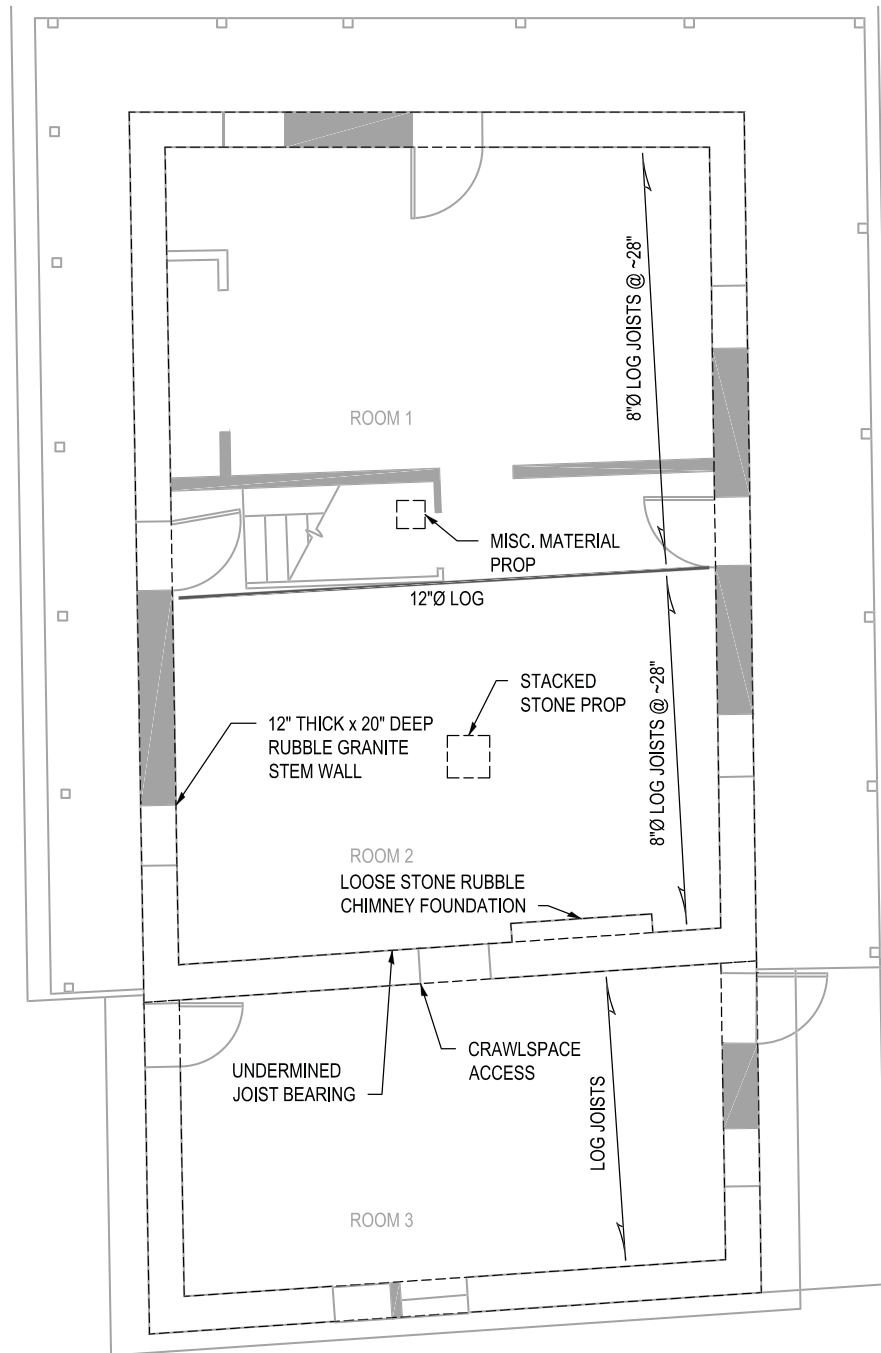 8"Ø LOG JOISTS @ ~28"
ROOM 1
MISC. MATERIAL
PROP
12"Ø LOG
STACKED
STONE PROP
12" THICK x 20" DEEP
RUBBLE GRANITE
STEM WALL
8"Ø LOG JOISTS @ ~28"
ROOM 2
LOOSE STONE RUBBLE
CHIMNEY FOUNDATION
CRAWLSPACE
ACCESS
UNDERMINED
JOIST BEARING
LOG JOISTS
ROOM 3